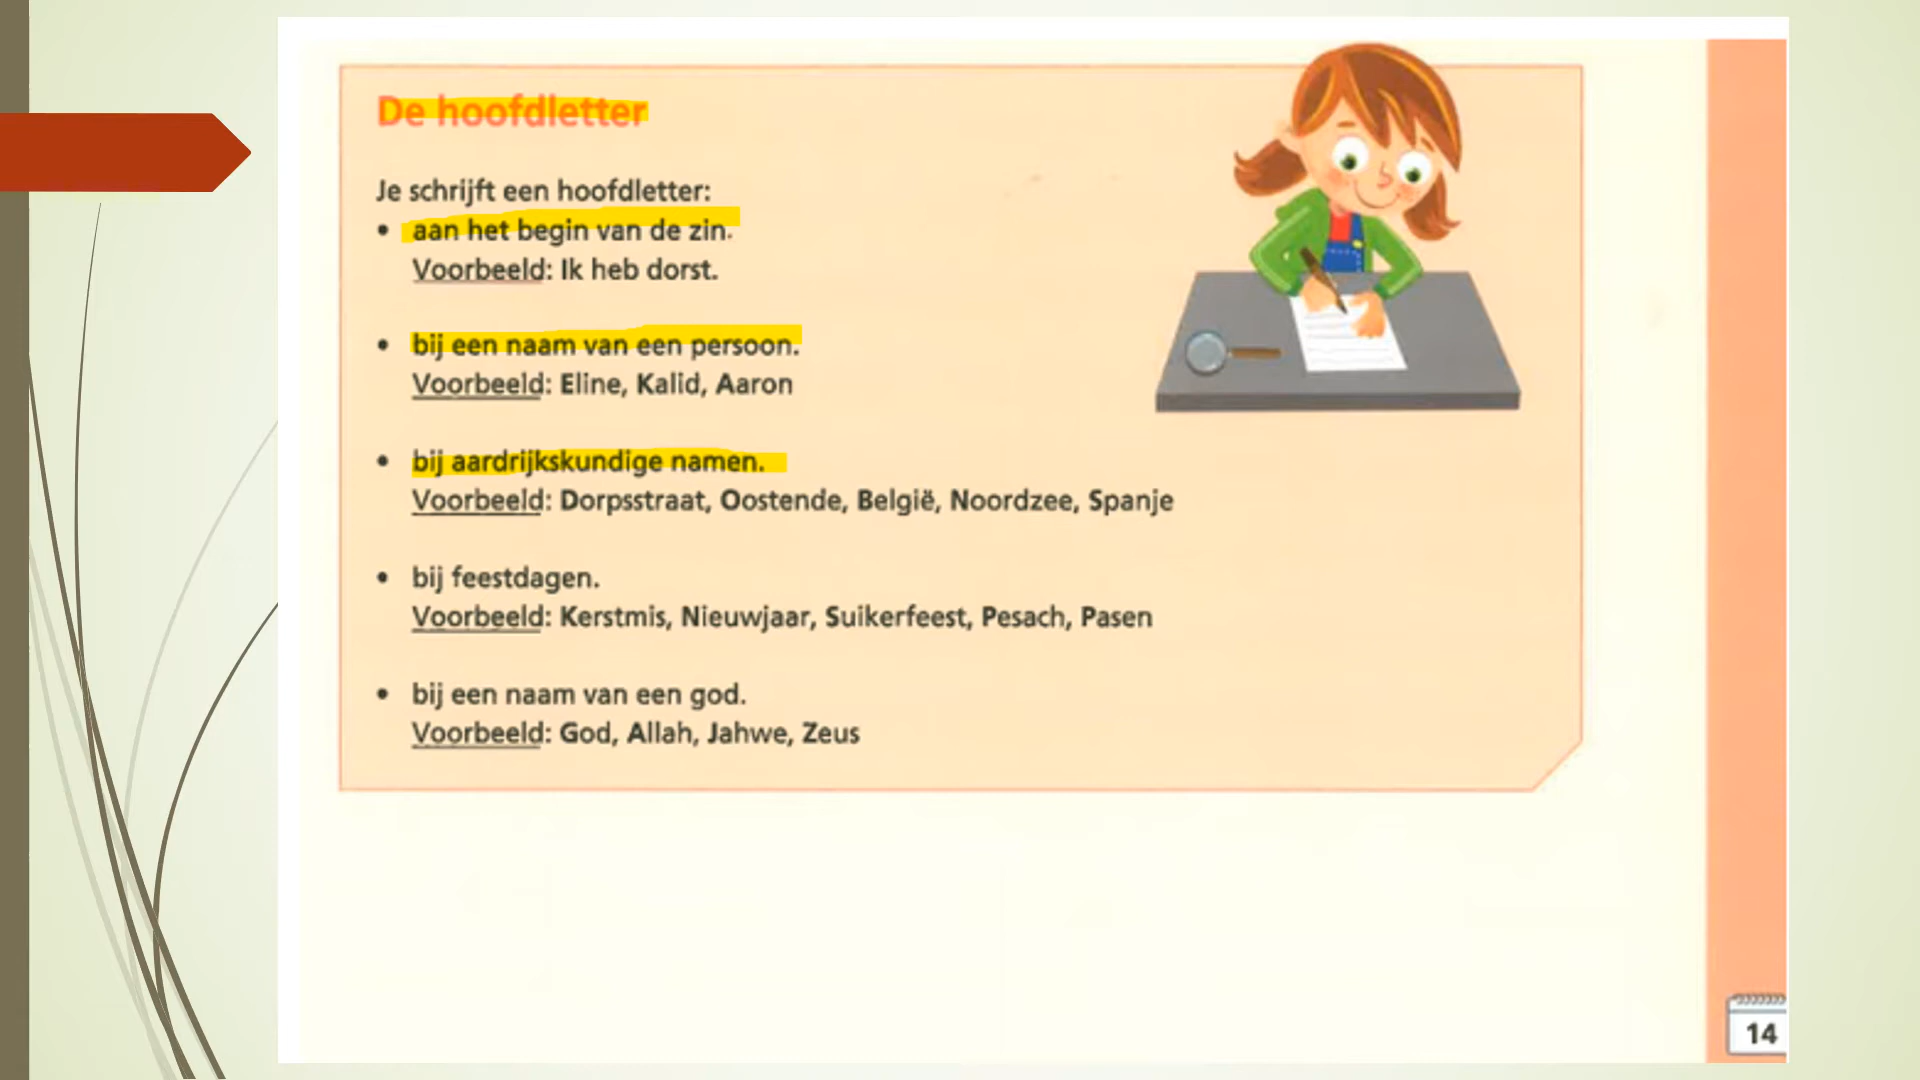 De hoofdletter
Je schrijft een hoofdletter:
• aan het begin van de zin.
Voorbeeld: Ik heb dorst.
• bij een naam van een persoon.
Voorbeeld: Eline, Kalid, Aaron
• bij aardrijkskundige namen.
Voorbeeld: Dorpsstraat, Oostende, België, Noordzee, Spanje
• bij feestdagen.
Voorbeeld: Kerstmis, Nieuwjaar, Suikerfeest, Pesach, Pasen
• bij een naam van een god.
Voorbeeld: God, Allah, Jahwe, Zeus
14